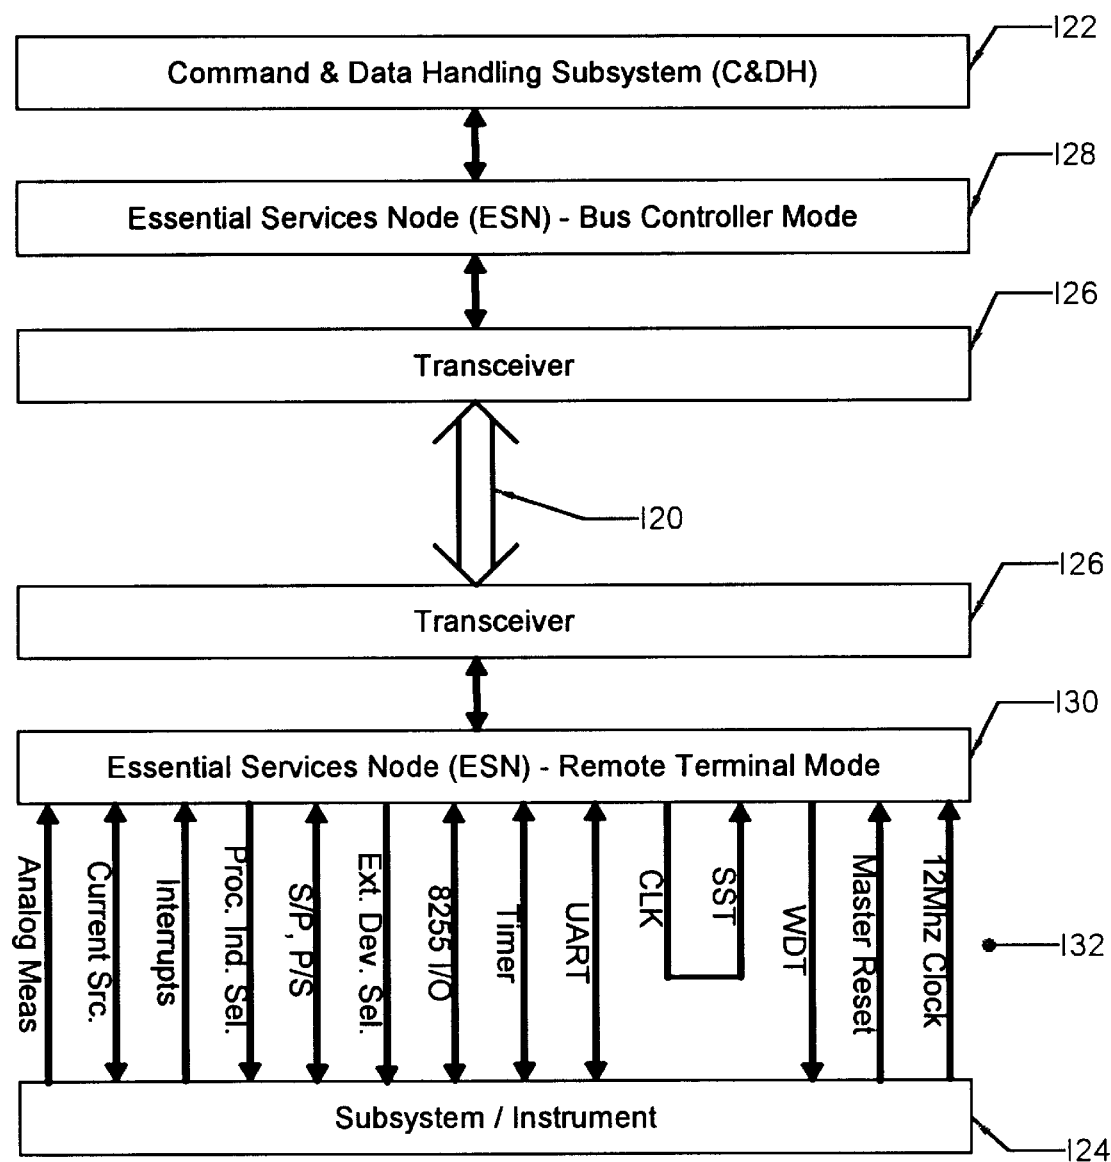 122
Command & Data Handling Subsystem (C&DH)
128
Essential Services Node (ESN) - Bus Controller Mode
126
Transceiver
120
126
Transceiver
130
Essential Services Node (ESN) - Remote Terminal Mode
Analog Meas
Current Src.
Interrupts
Proc. Ind. Sel.
S/P , P/S
Ext. Dev. Sel.
8255 I/O
Timer
UART
CLK
SST
WDT
Master Reset
12Mhz Clock
132
Subsystem / Instrument
124